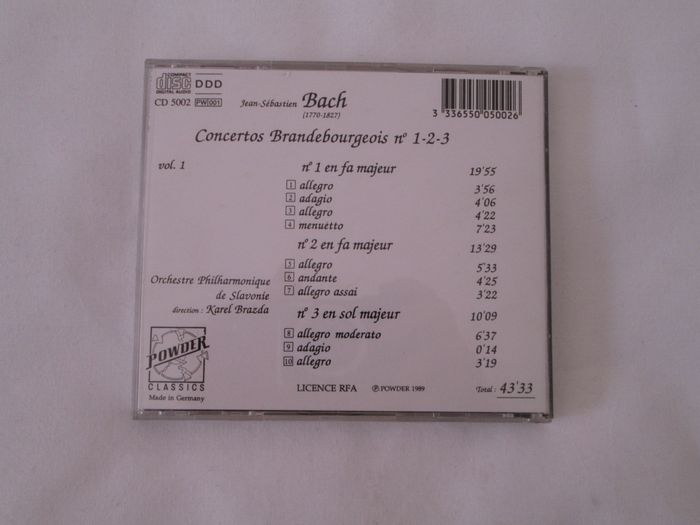 COMPACT
disc
DIGITAL AUDIO
DDD
CD 5002 PW001
Jean-Sébastien Bach
(1770-1827)
3 336550 050026
Concertos Brandebourgeois nº 1-2-3
vol. 1
nº 1 en fa majeur 19'55
1 allegro 3'56
2 adagio 4'06
3 allegro 4'22
4 menuetto 7'23
nº 2 en fa majeur 13'29
5 allegro 5'33
6 andante 4'25
7 allegro assai 3'22
Orchestre Philharmonique
de Slavonie
direction : Karel Brazda
nº 3 en sol majeur 10'09
8 allegro moderato 6'37
9 adagio 0'14
10 allegro 3'19
POWDER
CLASSICS
Made in Germany
LICENCE RFA ℗ POWDER 1989 Total : 43'33